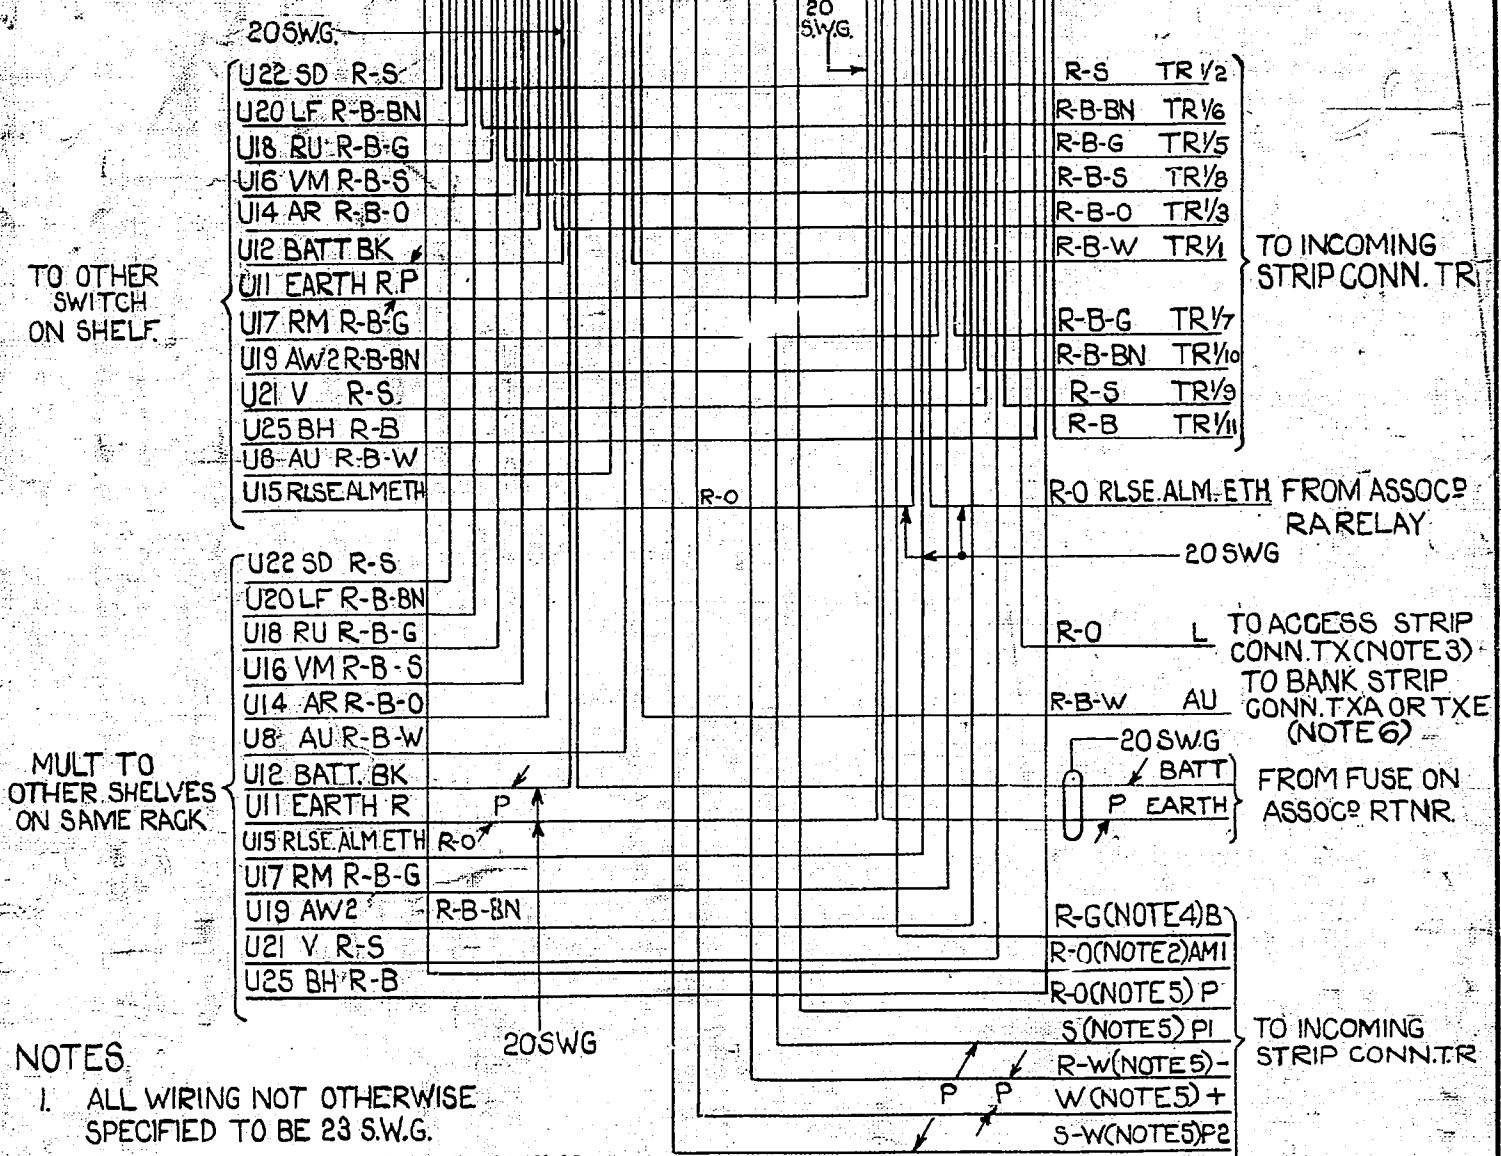 20 S.W.G.
20
S.W.G.
U22 SD R-S
U20 LF R-B-BN
U18 RU R-B-G
U16 VM R-B-S
U14 AR R-B-O
U12 BATT BK
U11 EARTH R.P
U17 RM R-B-G
U19 AW2 R-B-BN
U21 V R-S
U25 BH R-B
U8 AU R-B-W
U15 RLSE.ALM ETH
R-O
TO OTHER
SWITCH
ON SHELF.
R-S TR 1/2
R-B-BN TR 1/6
R-B-G TR 1/5
R-B-S TR 1/8
R-B-O TR 1/3
R-B-W TR 1/1
R-B-G TR 1/7
R-B-BN TR 1/10
R-S TR 1/9
R-B TR 1/11
TO INCOMING
STRIP CONN. TR
R-O RLSE.ALM.ETH FROM ASSOCD
RA RELAY
20 SWG
U22 SD R-S
U20 LF R-B-BN
U18 RU R-B-G
U16 VM R-B-S
U14 AR R-B-O
U8 AU R-B-W
U12 BATT. BK
U11 EARTH R P
U15 RLSE.ALM.ETH R-O
U17 RM R-B-G
U19 AW2 R-B-BN
U21 V R-S
U25 BH R-B
MULT TO
OTHER SHELVES
ON SAME RACK
20 SWG
R-O L
TO ACCESS STRIP
CONN. TX (NOTE 3)
R-B-W AU
TO BANK STRIP
CONN. TXA OR TXE
(NOTE 6)
20 S.W.G
BATT
P EARTH
FROM FUSE ON
ASSOCD RTNR.
R-G (NOTE 4) B
R-O (NOTE 2) AM1
R-O (NOTE 5) P
S (NOTE 5) P1
R-W (NOTE 5) -
P P
W (NOTE 5) +
S-W (NOTE 5) P2
TO INCOMING
STRIP CONN. T.R
NOTES
1. ALL WIRING NOT OTHERWISE
SPECIFIED TO BE 23 S.W.G.